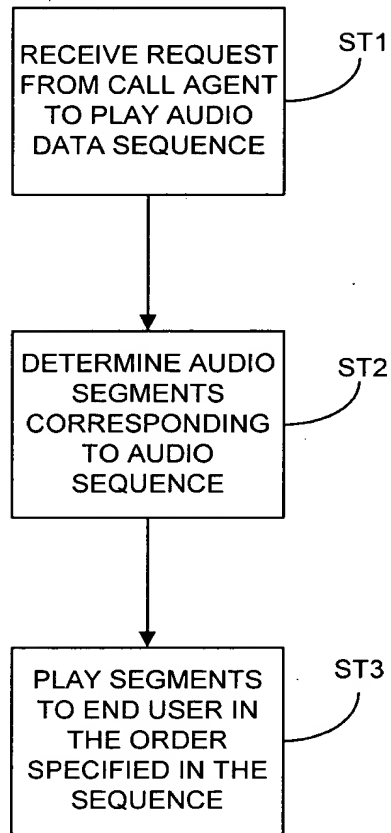 RECEIVE REQUEST
FROM CALL AGENT
TO PLAY AUDIO
DATA SEQUENCE
ST1
DETERMINE AUDIO
SEGMENTS
CORRESPONDING
TO AUDIO
SEQUENCE
ST2
PLAY SEGMENTS
TO END USER IN
THE ORDER
SPECIFIED IN THE
SEQUENCE
ST3